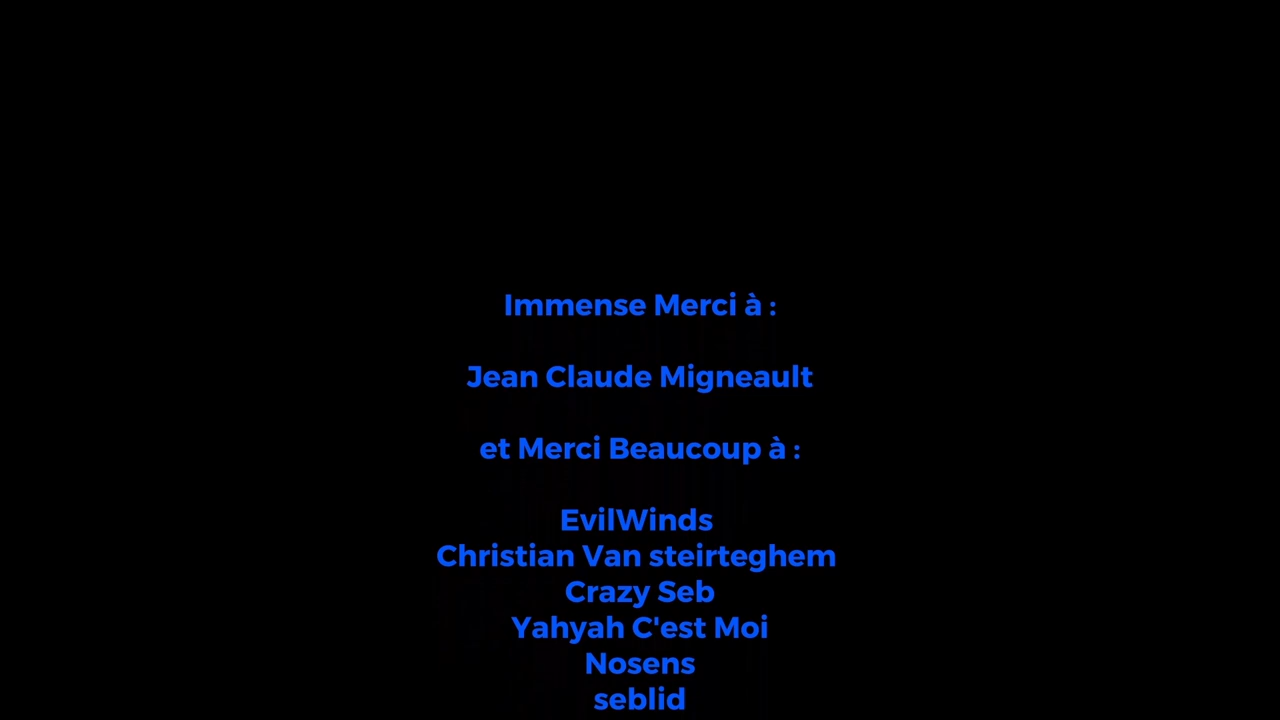 Immense Merci à :
Jean Claude Migneault
et Merci Beaucoup à :
EvilWinds
Christian Van steirteghem
Crazy Seb
Yahyah C'est Moi
Nosens
seblid